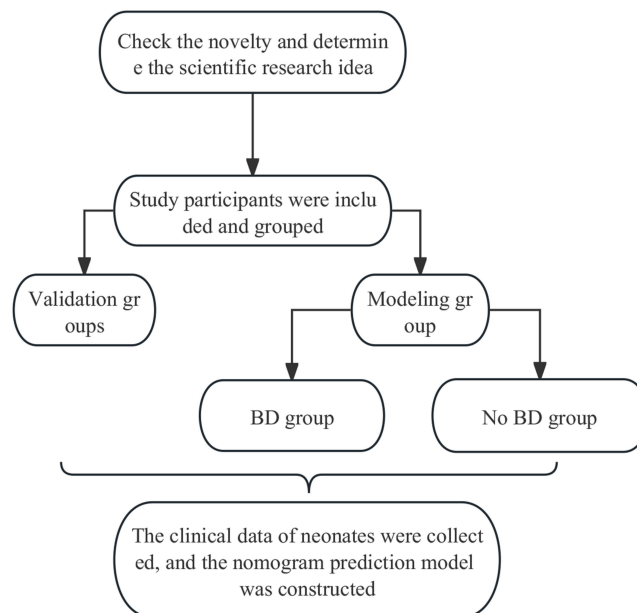 Check the novelty and determin
e the scientific research idea
Study participants were inclu
ded and grouped
Validation gr
oups
Modeling gr
oup
BD group
No BD group
The clinical data of neonates were collect
ed, and the nomogram prediction model
was constructed